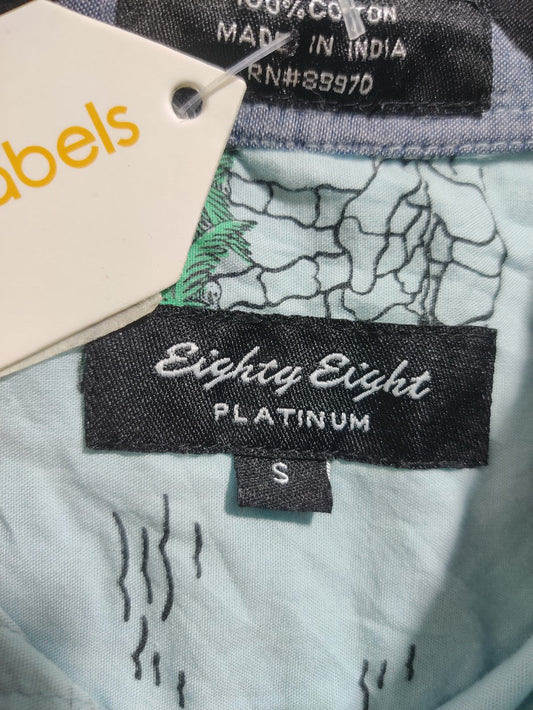 100% COTTON
MADE IN INDIA
RN#89970
abels
Eighty Eight
PLATINUM
S